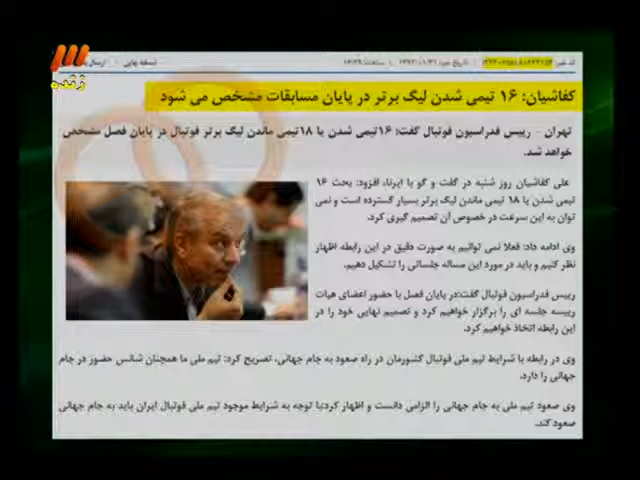 زنده
نسخه چاپی
کفاشیان: ۱۶ تیمی شدن لیگ برتر در پایان مسابقات مشخص می شود
تهران - رییس فدراسیون فوتبال گفت: ۱۶تیمی شدن یا ۱۸تیمی ماندن لیگ برتر فوتبال در پایان فصل مشخص
خواهد شد.
علی کفاشیان روز شنبه در گفت و گو با ایرنا، افزود: بحث ۱۶
تیمی شدن یا ۱۸ تیمی ماندن لیگ برتر بسیار گسترده است و نمی
توان به این سرعت در خصوص آن تصمیم گیری کرد.
وی ادامه داد: فعلا نمی توانیم به صورت دقیق در این رابطه اظهار
نظر کنیم و باید در مورد این مساله جلساتی را تشکیل دهیم.
رییس فدراسیون فوتبال گفت:در پایان فصل با حضور اعضای هیات
رییسه جلسه ای را برگزار خواهیم کرد و تصمیم نهایی خود را در
این رابطه اتخاذ خواهیم کرد.
وی در رابطه با شرایط تیم ملی فوتبال کشورمان در راه صعود به جام جهانی، تصریح کرد: تیم ملی ما همچنان شانس حضور در جام
جهانی را دارد.
وی صعود تیم ملی به جام جهانی را الزامی دانست و اظهار کرد:با توجه به شرایط موجود تیم ملی فوتبال ایران باید به جام جهانی
صعود کند.